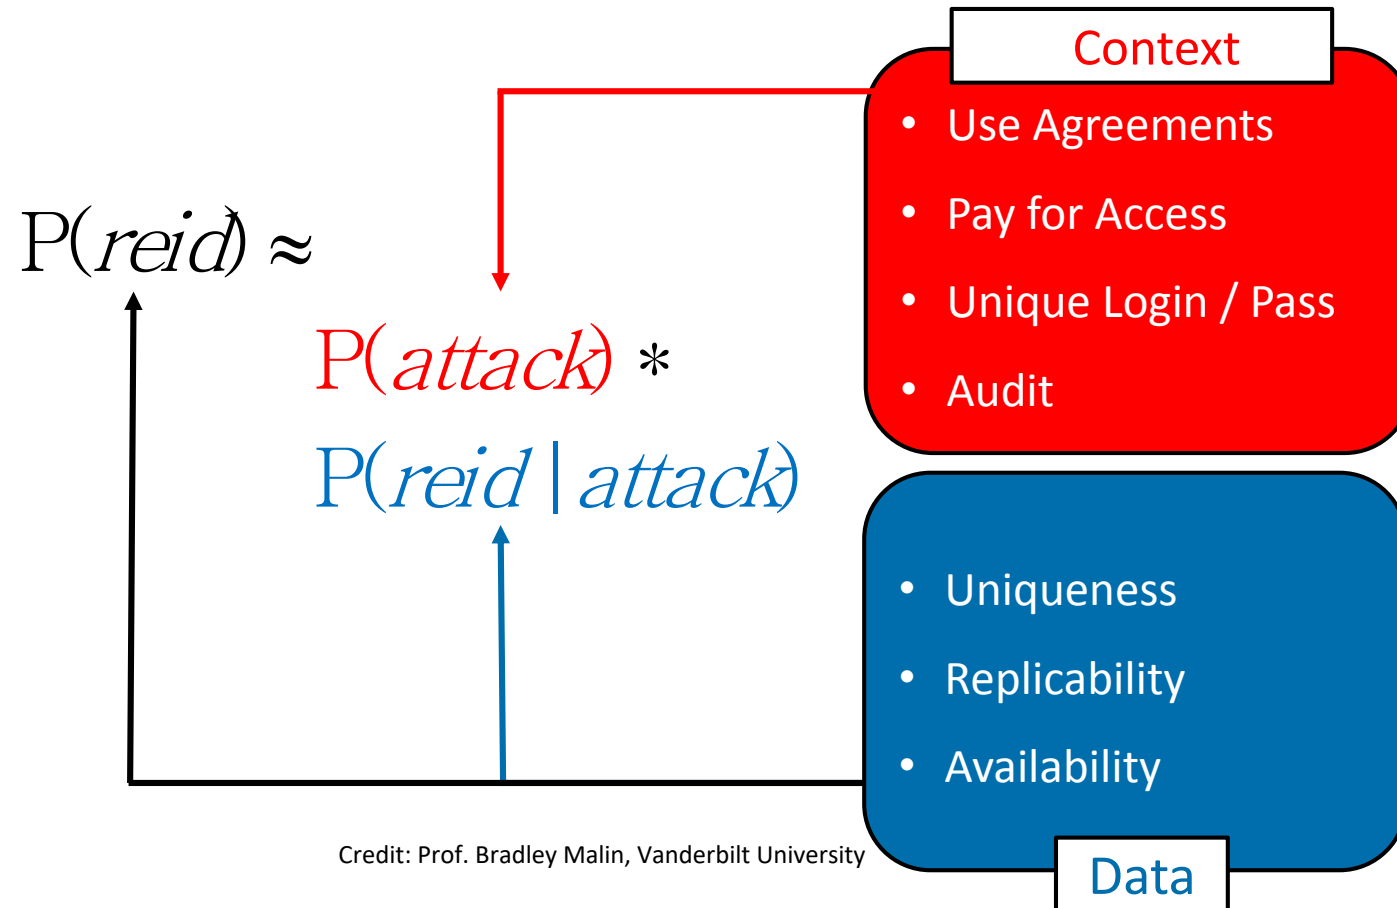 Context
• Use Agreements
• Pay for Access
• Unique Login / Pass
• Audit
P(reid) ≈
P(attack) *
P(reid | attack)
• Uniqueness
• Replicability
• Availability
Data
Credit: Prof. Bradley Malin, Vanderbilt University